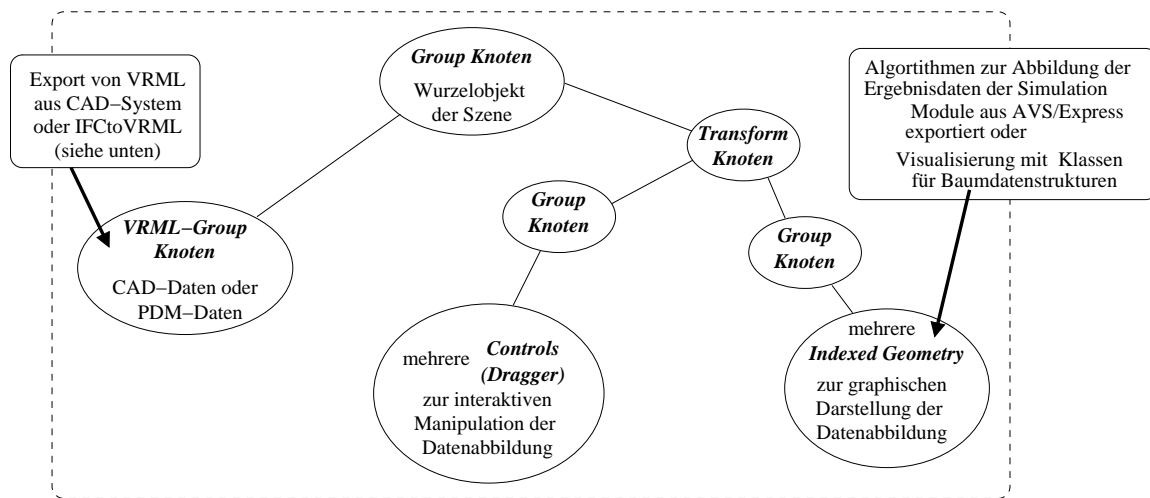 Group Knoten
Wurzelobjekt
der Szene
Export von VRML
aus CAD−System
oder IFCtoVRML
(siehe unten)
Algortithmen zur Abbildung der
Ergebnisdaten der Simulation
Module aus AVS/Express
exportiert oder
Visualisierung mit Klassen
für Baumdatenstrukturen
Transform
Knoten
VRML−Group
Knoten
CAD−Daten oder
PDM−Daten
Group
Knoten
Group
Knoten
mehrere Controls
(Dragger)
zur interaktiven
Manipulation der
Datenabbildung
mehrere
Indexed Geometry
zur graphischen
Darstellung der
Datenabbildung